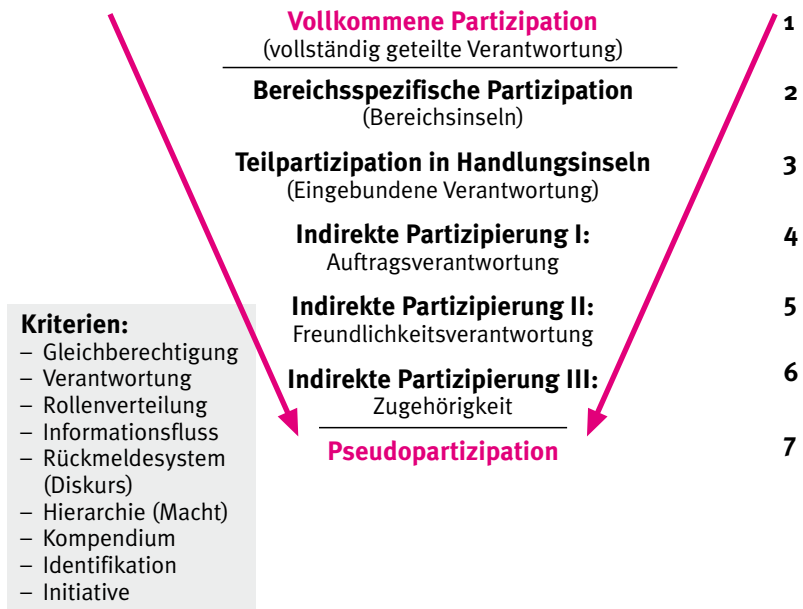 Vollkommene Partizipation
(vollständig geteilte Verantwortung)
1
Bereichsspezifische Partizipation
(Bereichsinseln)
2
Teilpartizipation in Handlungsinseln
(Eingebundene Verantwortung)
3
Indirekte Partizipierung I:
Auftragsverantwortung
4
Indirekte Partizipierung II:
Freundlichkeitsverantwortung
5
Indirekte Partizipierung III:
Zugehörigkeit
6
Pseudopartizipation
7
Kriterien:
– Gleichberechtigung
– Verantwortung
– Rollenverteilung
– Informationsfluss
– Rückmeldesystem
(Diskurs)
– Hierarchie (Macht)
– Kompendium
– Identifikation
– Initiative